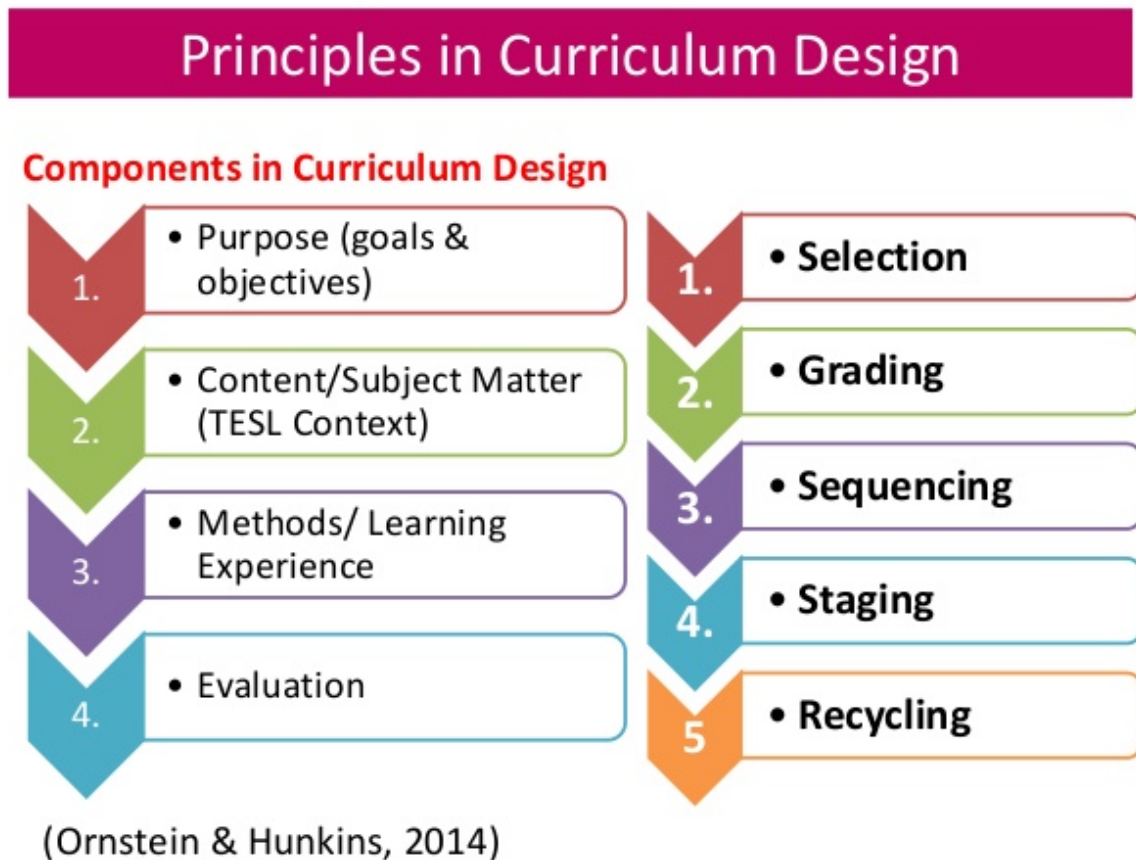 Principles in Curriculum Design
Components in Curriculum Design
1.
• Purpose (goals &
objectives)
2.
• Content/Subject Matter
(TESL Context)
3.
• Methods/ Learning
Experience
4.
• Evaluation
(Ornstein & Hunkins, 2014)
1.
• Selection
2.
• Grading
3.
• Sequencing
4.
• Staging
5
• Recycling